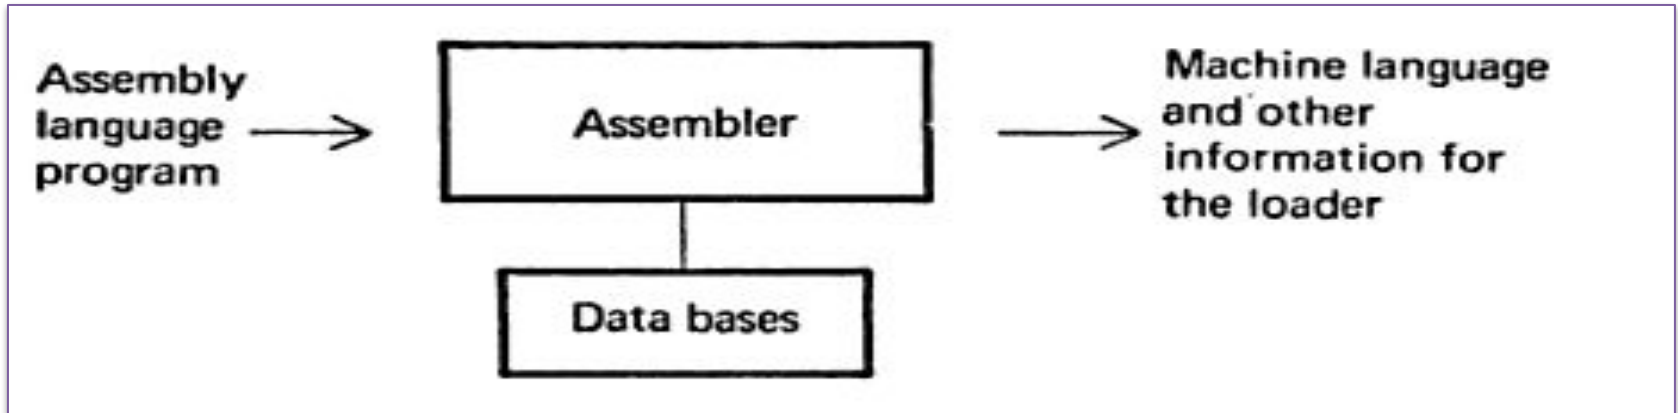 Assembly
language
program
Assembler
Data bases
Machine language
and other
information for
the loader